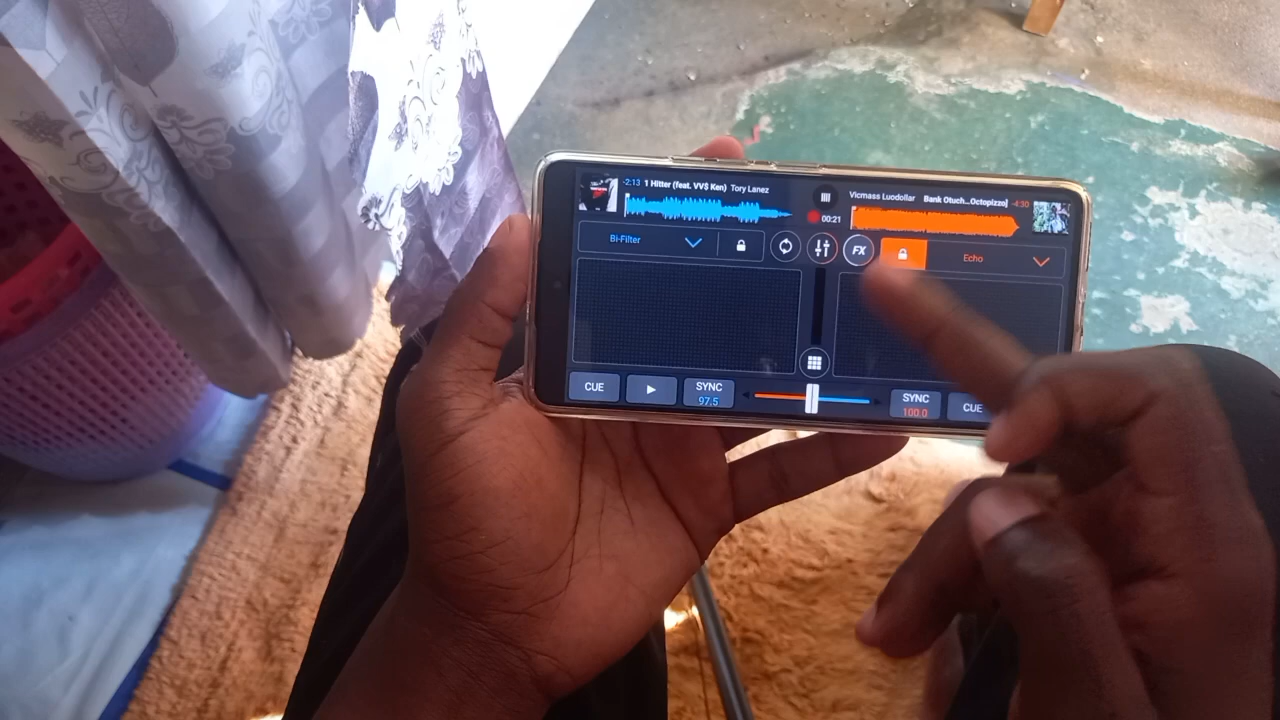 -2:13 1 Hitter (feat. VV$ Ken) Tory Lanez
Vicmass Luodollar Bank Otuch...Octopizzo] -4:30
00:21
Bi-Filter
FX
Echo
CUE
SYNC
97.5
SYNC
100.0
CUE